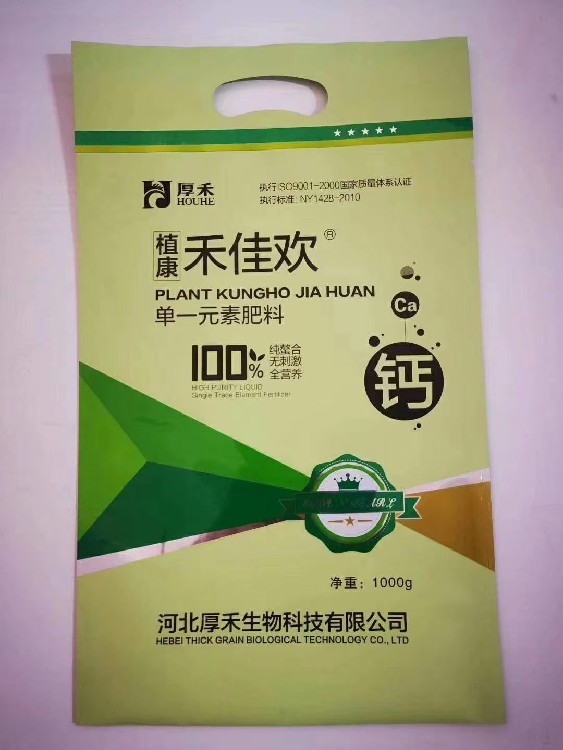 厚禾
HOUHE
执行ISO9001-2000国家质量体系认证
执行标准: NY1428-2010
植康
禾佳欢®
PLANT KUNGHO JIA HUAN
单一元素肥料
100%
纯螯合
无刺激
全营养
HIGH PURITY LIQUID
Single Trace Element Fertilizer
Ca
钙
净重：1000g
河北厚禾生物科技有限公司
HEBEI THICK GRAIN BIOLOGICAL TECHNOLOGY CO., LTD